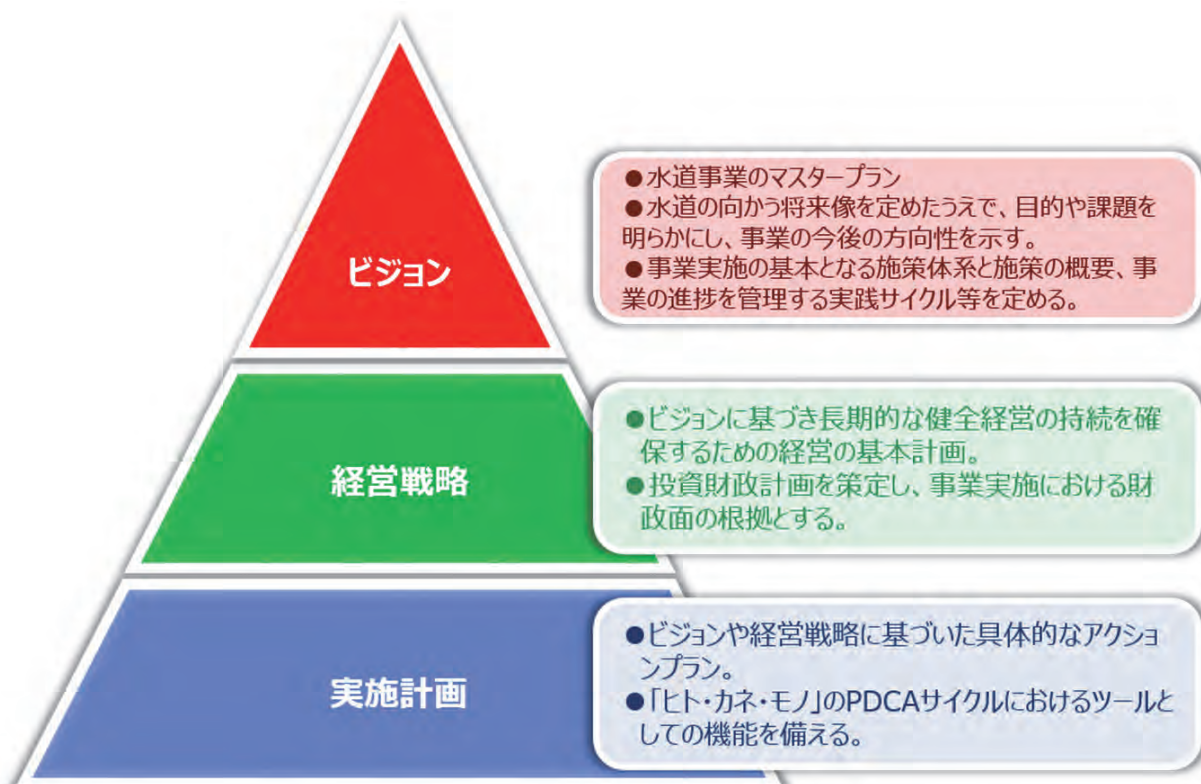 ビジョン
●水道事業のマスタープラン
●水道の向かう将来像を定めたうえで、目的や課題を
明らかにし、事業の今後の方向性を示す。
●事業実施の基本となる施策体系と施策の概要、事
業の進捗を管理する実践サイクル等を定める。
経営戦略
●ビジョンに基づき長期的な健全経営の持続を確
保するための経営の基本計画。
●投資財政計画を策定し、事業実施における財
政面の根拠とする。
実施計画
●ビジョンや経営戦略に基づいた具体的なアクショ
ンプラン。
●「ヒト・カネ・モノ」のPDCAサイクルにおけるツールと
しての機能を備える。